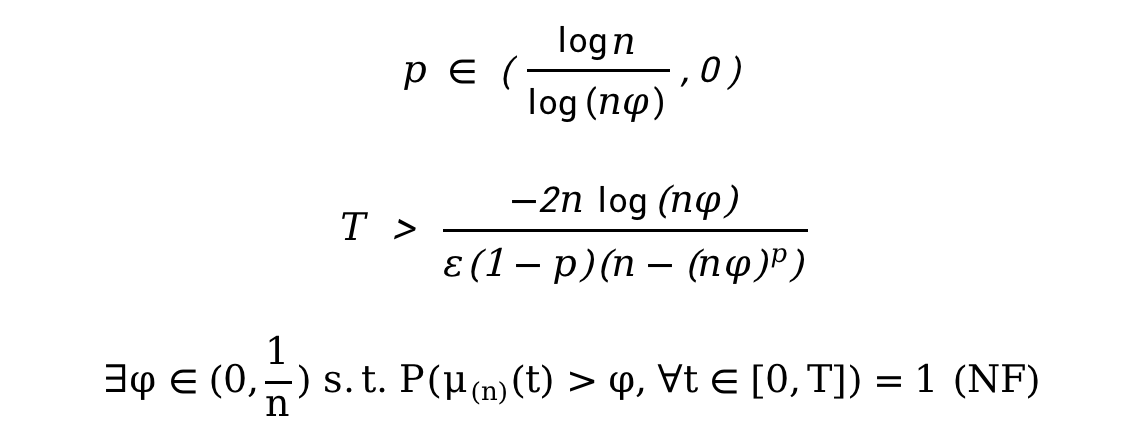 p ∈ ( log n / log (nφ) , 0 )
T > −2n log (nφ) / ε(1 − p)(n − (nφ)^p)
∃φ ∈ (0, 1/n) s.t. P(μ_(n)(t) > φ, ∀t ∈ [0, T]) = 1 (NF)